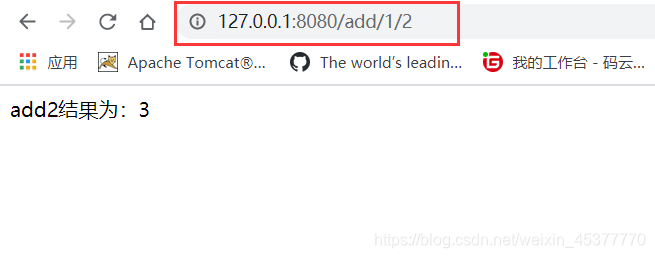 127.0.0.1:8080/add/1/2
应用 Apache Tomcat®... The world's leadin... 我的工作台 - 码云...
add2结果为：3
https://blog.csdn.net/weixin_45377770